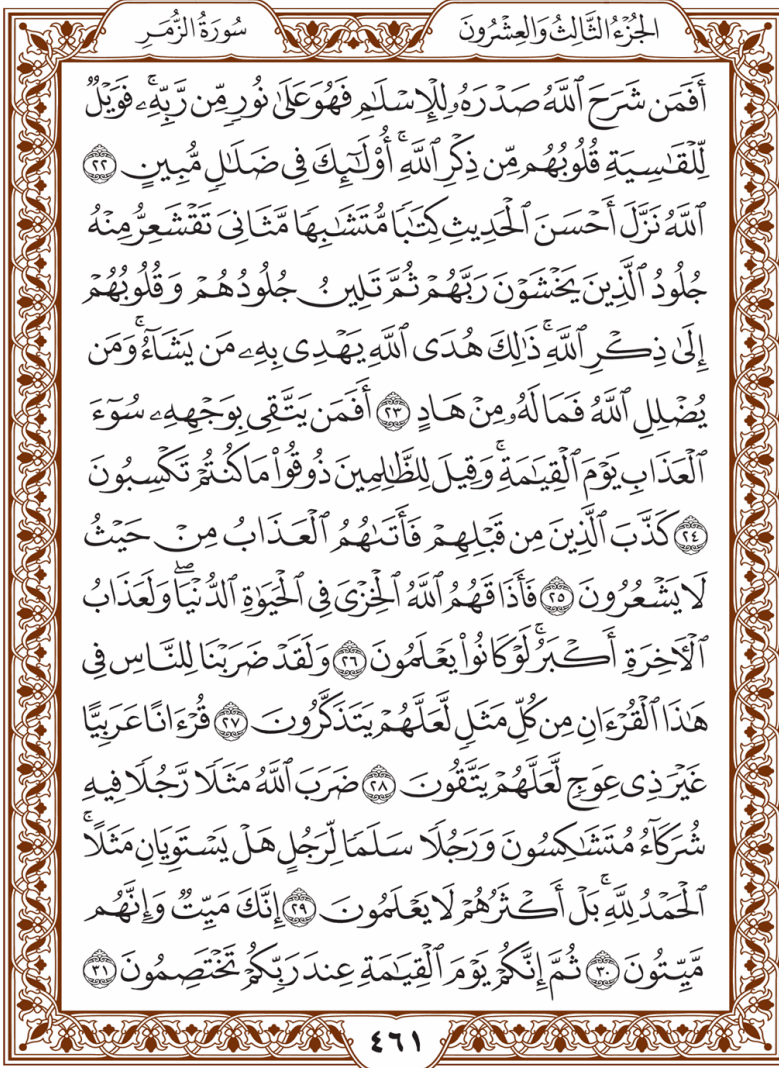 الجُزْءُ الثَّالِثُ وَالعِشْرُونَ
سُورَةُ الزُّمَرِ
أَفَمَن شَرَحَ ٱللَّهُ صَدْرَهُۥ لِلْإِسْلَٰمِ فَهُوَ عَلَىٰ نُورٍ مِّن رَّبِّهِۦۚ فَوَيْلٌ
لِّلْقَٰسِيَةِ قُلُوبُهُم مِّن ذِكْرِ ٱللَّهِۚ أُو۟لَٰٓئِكَ فِى ضَلَٰلٍ مُّبِينٍ ٢٢
ٱللَّهُ نَزَّلَ أَحْسَنَ ٱلْحَدِيثِ كِتَٰبًا مُّتَشَٰبِهًا مَّثَانِىَ تَقْشَعِرُّ مِنْهُ
جُلُودُ ٱلَّذِينَ يَخْشَوْنَ رَبَّهُمْ ثُمَّ تَلِينُ جُلُودُهُمْ وَقُلُوبُهُمْ
إِلَىٰ ذِكْرِ ٱللَّهِۚ ذَٰلِكَ هُدَى ٱللَّهِ يَهْدِى بِهِۦ مَن يَشَآءُۚ وَمَن
يُضْلِلِ ٱللَّهُ فَمَا لَهُۥ مِنْ هَادٍ ٢٣ أَفَمَن يَتَّقِى بِوَجْهِهِۦ سُوٓءَ
ٱلْعَذَابِ يَوْمَ ٱلْقِيَٰمَةِۚ وَقِيلَ لِلظَّٰلِمِينَ ذُوقُوا۟ مَا كُنتُمْ تَكْسِبُونَ
٢٤ كَذَّبَ ٱلَّذِينَ مِن قَبْلِهِمْ فَأَتَىٰهُمُ ٱلْعَذَابُ مِنْ حَيْثُ
لَا يَشْعُرُونَ ٢٥ فَأَذَاقَهُمُ ٱللَّهُ ٱلْخِزْىَ فِى ٱلْحَيَوٰةِ ٱلدُّنْيَاۖ وَلَعَذَابُ
ٱلْءَاخِرَةِ أَكْبَرُۚ لَوْ كَانُوا۟ يَعْلَمُونَ ٢٦ وَلَقَدْ ضَرَبْنَا لِلنَّاسِ فِى
هَٰذَا ٱلْقُرْءَانِ مِن كُلِّ مَثَلٍ لَّعَلَّهُمْ يَتَذَكَّرُونَ ٢٧ قُرْءَانًا عَرَبِيًّا
غَيْرَ ذِى عِوَجٍ لَّعَلَّهُمْ يَتَّقُونَ ٢٨ ضَرَبَ ٱللَّهُ مَثَلًا رَّجُلًا فِيهِ
شُرَكَآءُ مُتَشَٰكِسُونَ وَرَجُلًا سَلَمًا لِّرَجُلٍ هَلْ يَسْتَوِيَانِ مَثَلًاۚ
ٱلْحَمْدُ لِلَّهِۚ بَلْ أَكْثَرُهُمْ لَا يَعْلَمُونَ ٢٩ إِنَّكَ مَيِّتٌ وَإِنَّهُم
مَّيِّتُونَ ٣٠ ثُمَّ إِنَّكُمْ يَوْمَ ٱلْقِيَٰمَةِ عِندَ رَبِّكُمْ تَخْتَصِمُونَ ٣١
٤٦١